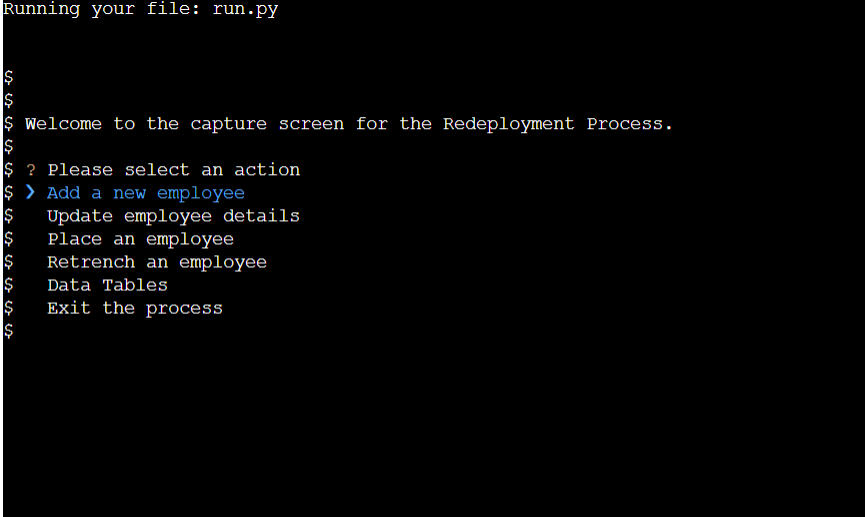 Running your file: run.py
$
$
$ Welcome to the capture screen for the Redeployment Process.
$
$ ? Please select an action
$ ❯ Add a new employee
$   Update employee details
$   Place an employee
$   Retrench an employee
$   Data Tables
$   Exit the process
$